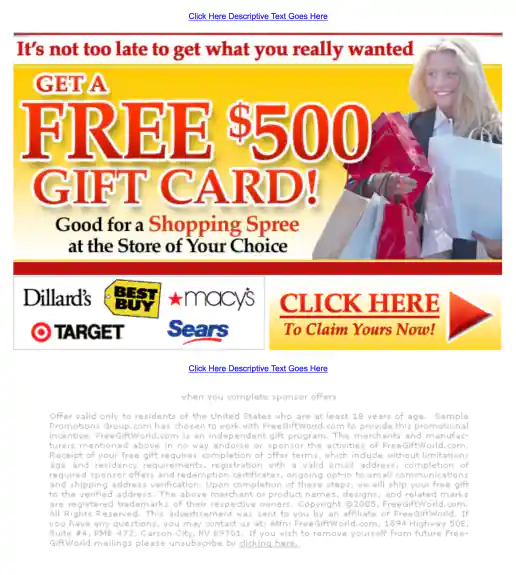 Click Here Descriptive Text Goes Here
It's not too late to get what you really wanted
GET A
FREE $500
GIFT CARD!
Good for a Shopping Spree
at the Store of Your Choice
Dillard's BEST BUY macy's
TARGET Sears
CLICK HERE
To Claim Yours Now!
Click Here Descriptive Text Goes Here
when you complete sponsor offers
Offer valid only to residents of the United States who are at least 18 years of age. Sample
Promotions Group.com has chosen to work with FreeGiftWorld.com to provide this promotional
incentive. FreeGiftWorld.com is an independent gift program. The merchants and manufac-
turers mentioned above in no way endorse or sponsor the activities of FreeGiftWorld.com.
Receipt of your free gift requires completion of offer terms, which include without limitation:
age and residency requirements, registration with a valid email address, completion of
required sponsor offers and redemption certificates, ongoing opt-in to email communications
and shipping address verification. Upon completion of these steps, we will ship your free gift
to the verified address. The above merchant or product names, designs, and related marks
are registered trademarks of their respective owners. Copyright ©2005, FreeGiftWorld.com.
All Rights Reserved. This advertisement was sent to you by an affiliate of FreeGiftWorld. If
you have any questions, you may contact us at: Attn: FreeGiftWorld.com, 1894 Highway 50E,
Suite #4, PMB 472, Carson City, NV 89701. If you wish to remove yourself from future Free-
GiftWorld mailings please unsubscribe by clicking here.